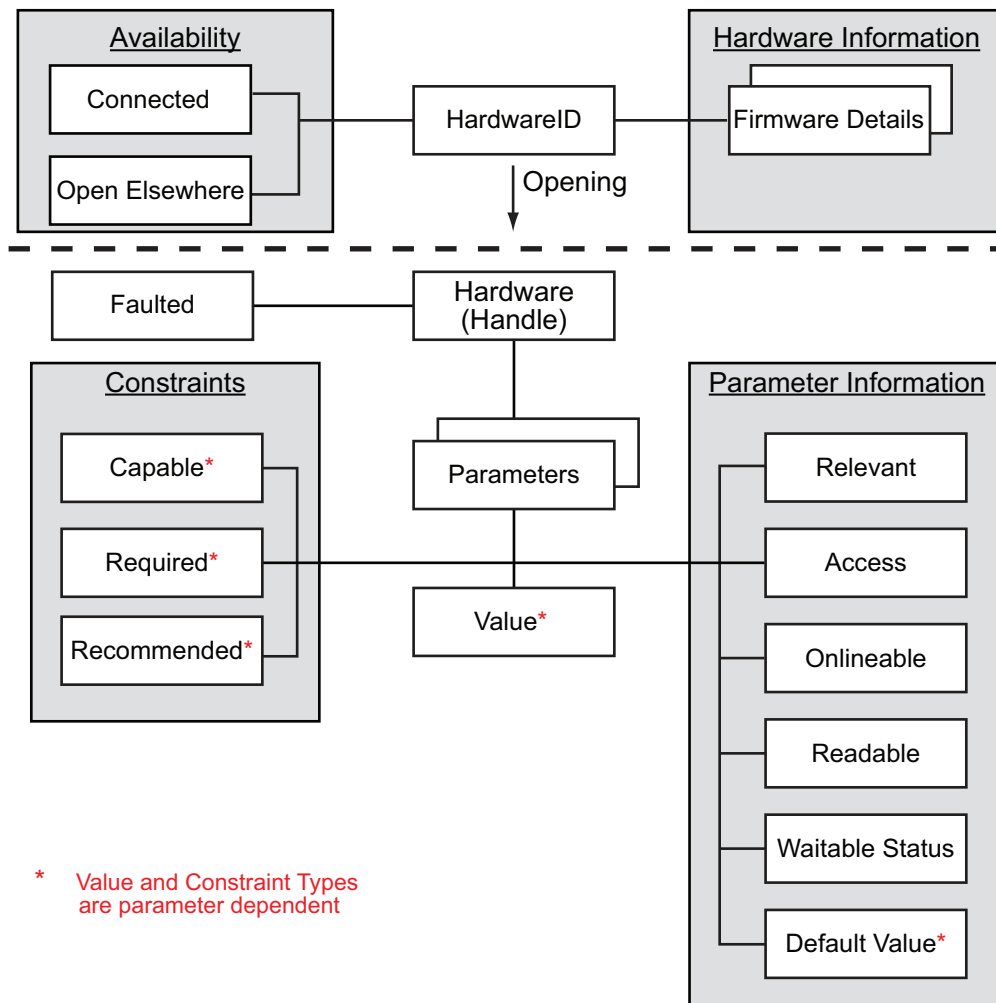 Availability
Connected
Open Elsewhere
HardwareID
Opening
Hardware Information
Firmware Details
Faulted
Hardware
(Handle)
Constraints
Capable*
Required*
Recommended*
Parameters
Value*
Parameter Information
Relevant
Access
Onlineable
Readable
Waitable Status
Default Value*
* Value and Constraint Types
are parameter dependent